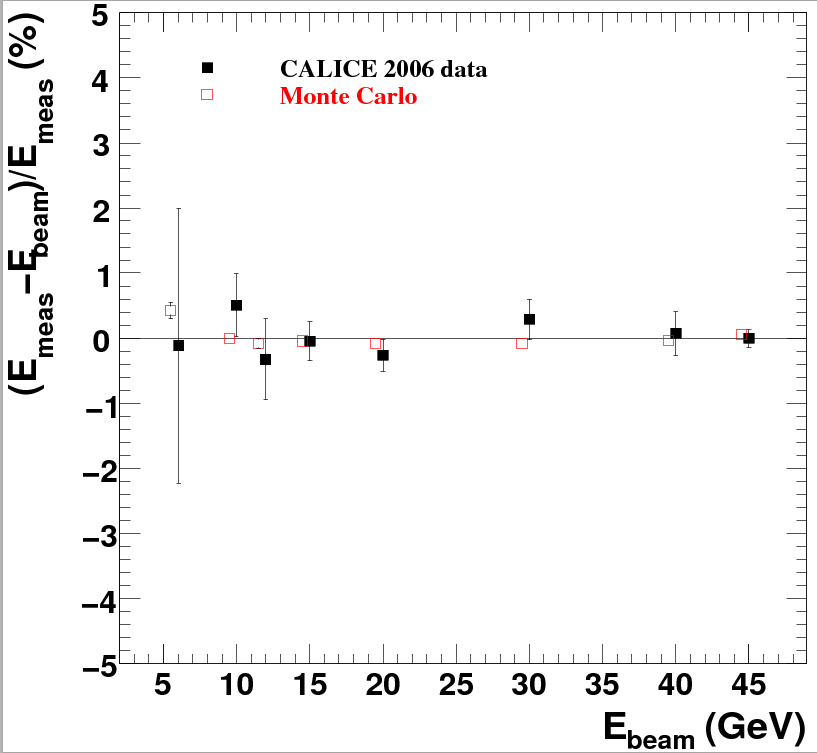 (E_meas−E_beam)/E_meas (%)
5
4
3
2
1
0
−1
−2
−3
−4
−5
CALICE 2006 data
Monte Carlo
5 10 15 20 25 30 35 40 45
E_beam (GeV)